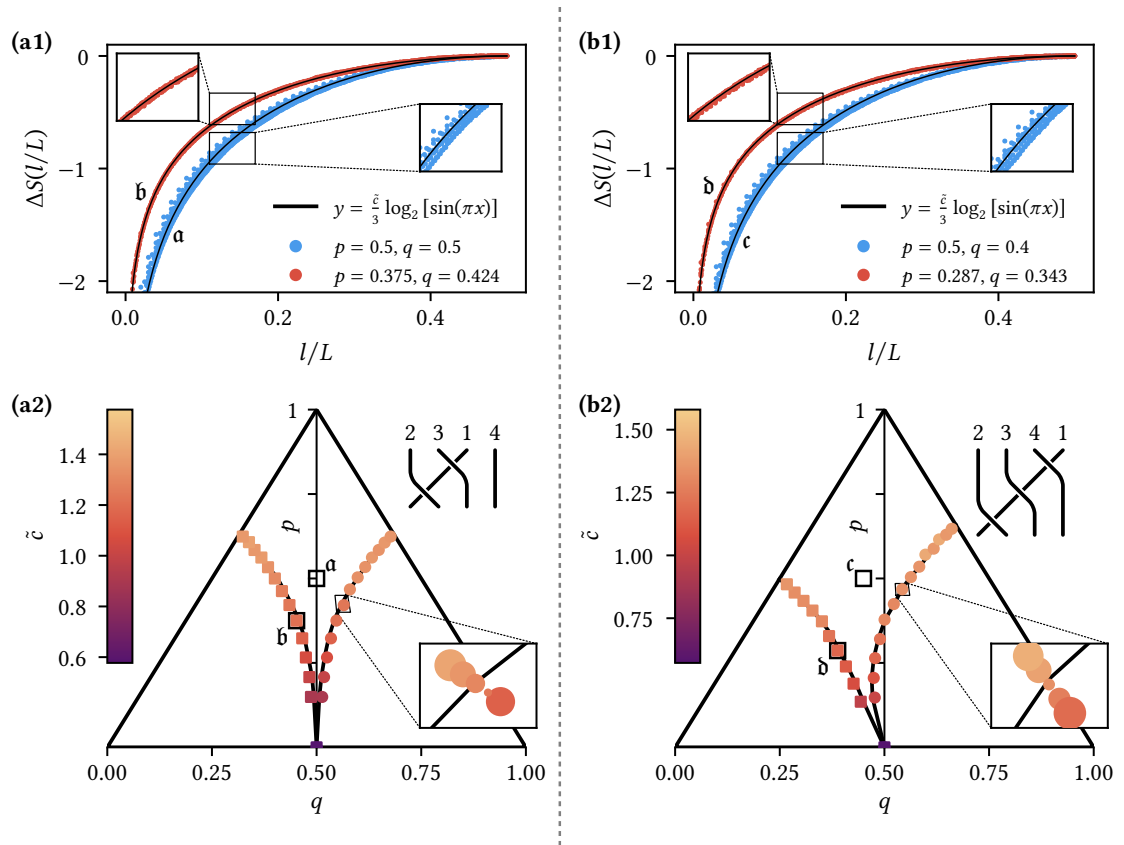 (a1)
0
−1
−2
ΔS(l/L)
𝔟
𝔞
y = c̃/3 log₂ [sin(πx)]
p = 0.5, q = 0.5
p = 0.375, q = 0.424
0.0 0.2 0.4
l/L
(b1)
0
−1
−2
ΔS(l/L)
𝔡
𝔠
y = c̃/3 log₂ [sin(πx)]
p = 0.5, q = 0.4
p = 0.287, q = 0.343
0.0 0.2 0.4
l/L
(a2)
1.4
1.2
1.0
0.8
0.6
c̃
1
p
2 3 1 4
𝔞
𝔟
0.00 0.25 0.50 0.75 1.00
q
(b2)
1.50
1.25
1.00
0.75
c̃
1
p
2 3 4 1
𝔠
𝔡
0.00 0.25 0.50 0.75 1.00
q